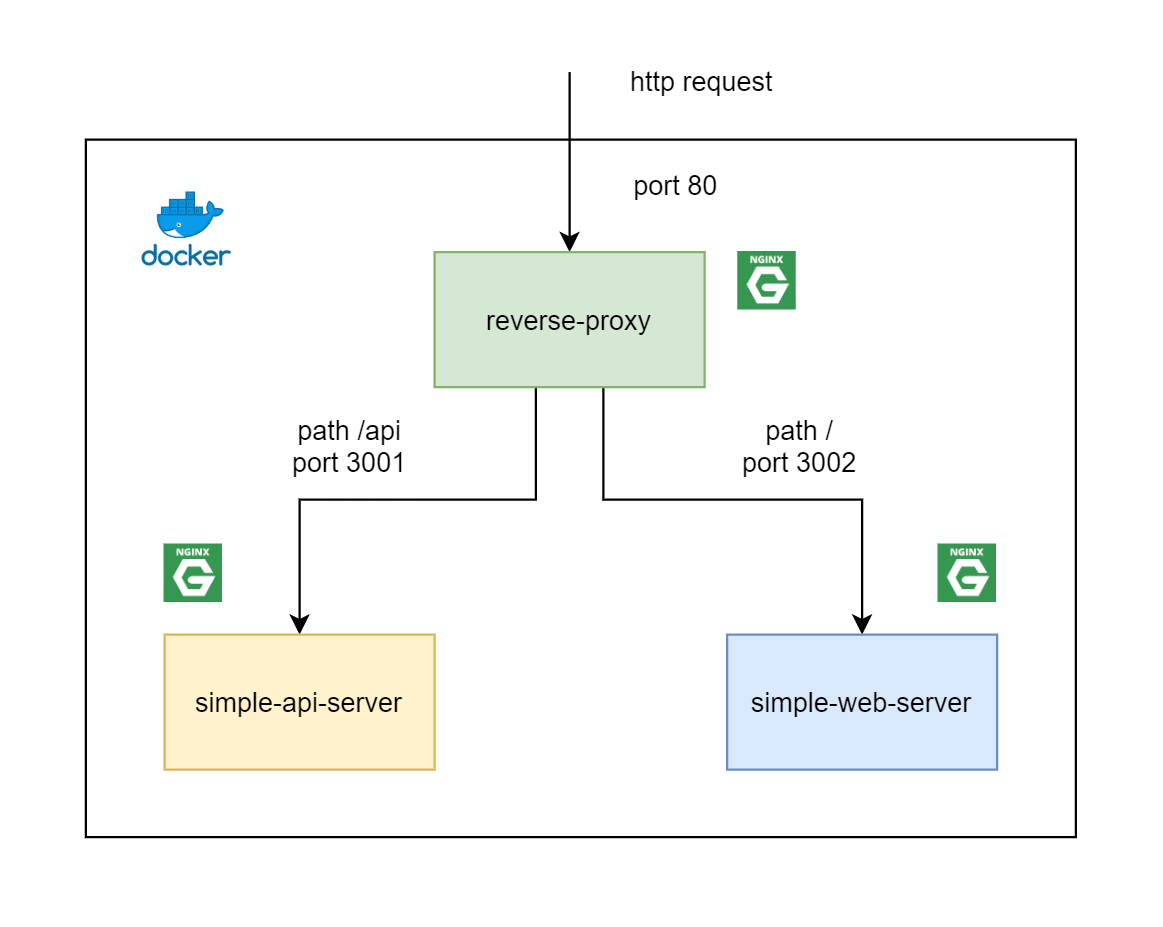 http request
port 80
docker
NGINX
reverse-proxy
path /api
port 3001
path /
port 3002
NGINX
NGINX
simple-api-server
simple-web-server